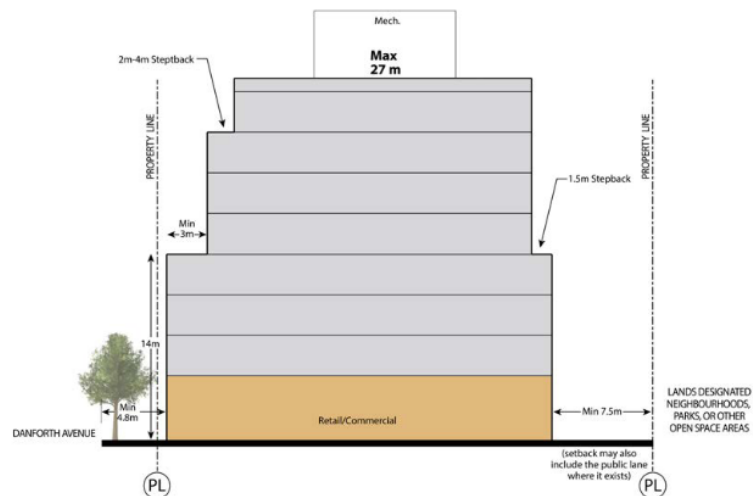 Mech.
Max
27 m
2m-4m Steptback
PROPERTY LINE
PROPERTY LINE
1.5m Stepback
Min
3m
14m
Min
4.8m
Retail/Commercial
Min 7.5m
LANDS DESIGNATED
NEIGHBOURHOODS,
PARKS, OR OTHER
OPEN SPACE AREAS
DANFORTH AVENUE
(setback may also
include the public lane
where it exists)
PL
PL